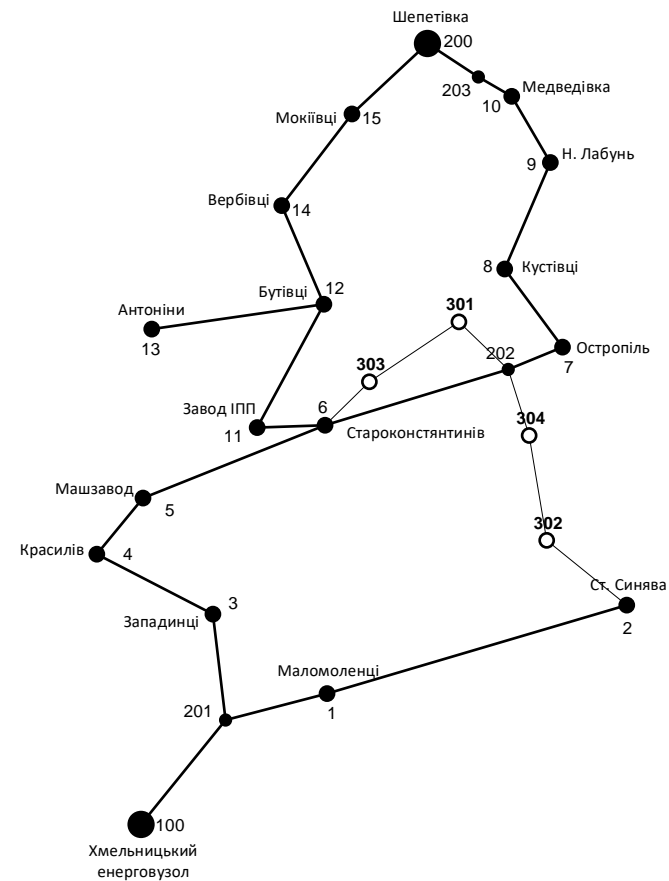 Шепетівка
200
203
10
Медведівка
Мокіївці
15
9
Н. Лабунь
Вербівці
14
8
Кустівці
Бутівці
12
Антоніни
13
301
202
Остропіль
7
303
Завод ІПП
11
6
Староконстянтинів
304
Машзавод
5
302
Красилів
4
Ст. Синява
2
3
Западинці
Маломоленці
1
201
100
Хмельницький
енерговузол